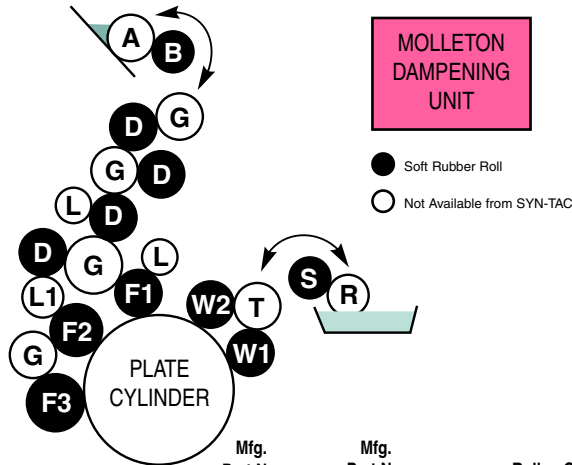 A
B
MOLLETON
DAMPENING
UNIT
D
G
G
D
Soft Rubber Roll
L
D
Not Available from SYN-TAC
D
G
L
L1
F1
W2
T
S
R
F2
G
W1
PLATE
CYLINDER
F3
Mfg.
Mfg.